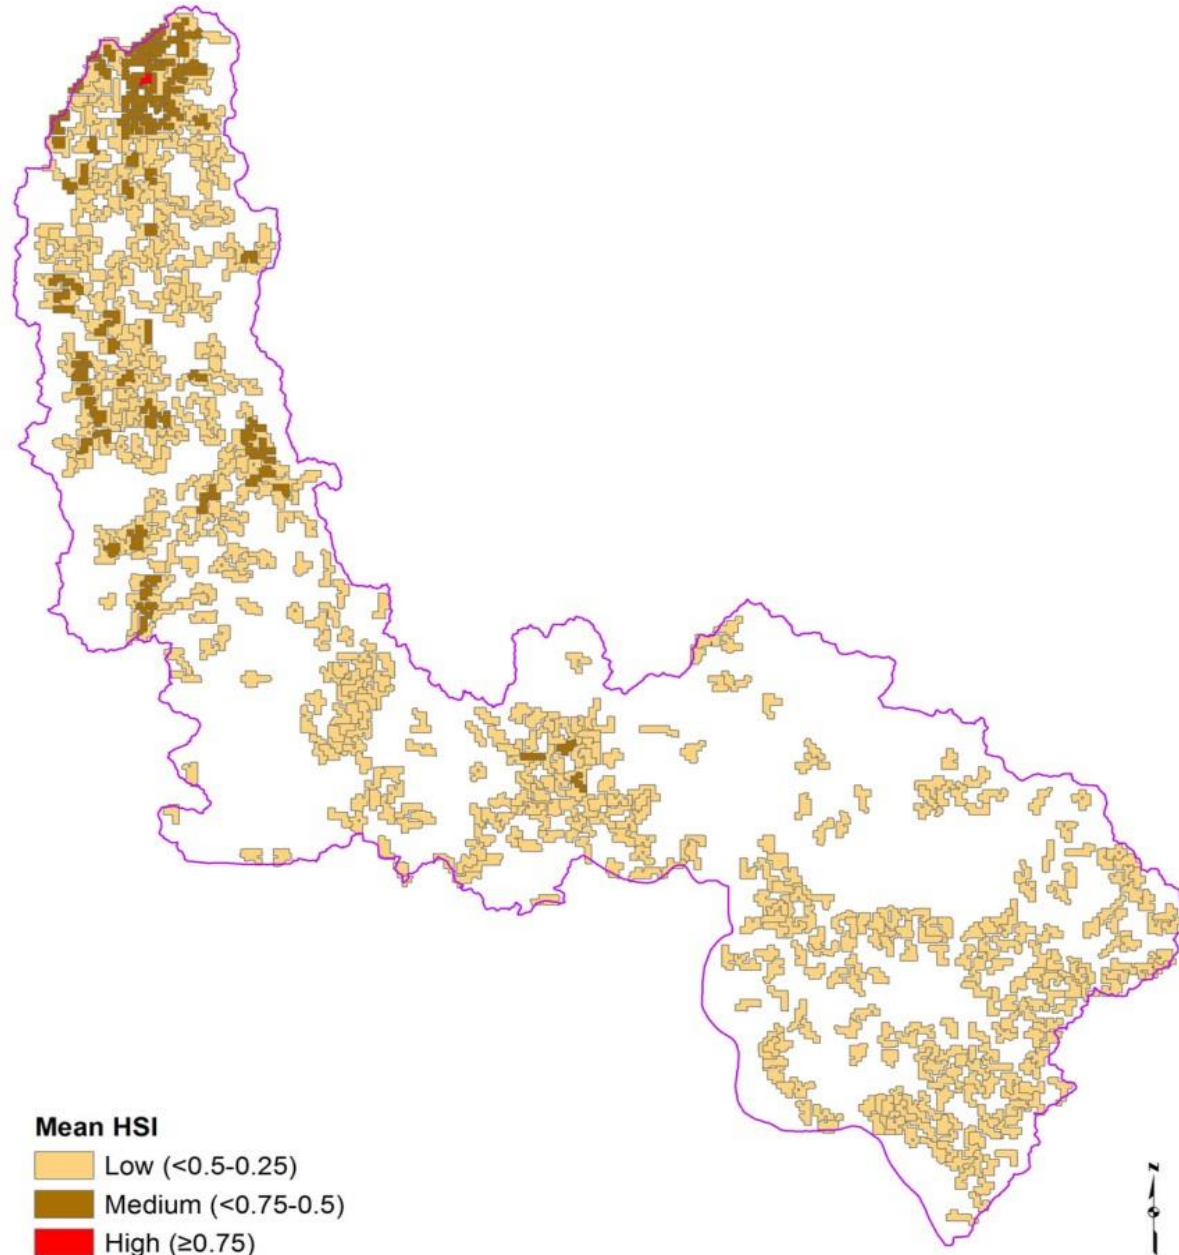 Mean HSI
Low (<0.5-0.25)
Medium (<0.75-0.5)
High (≥0.75)
N